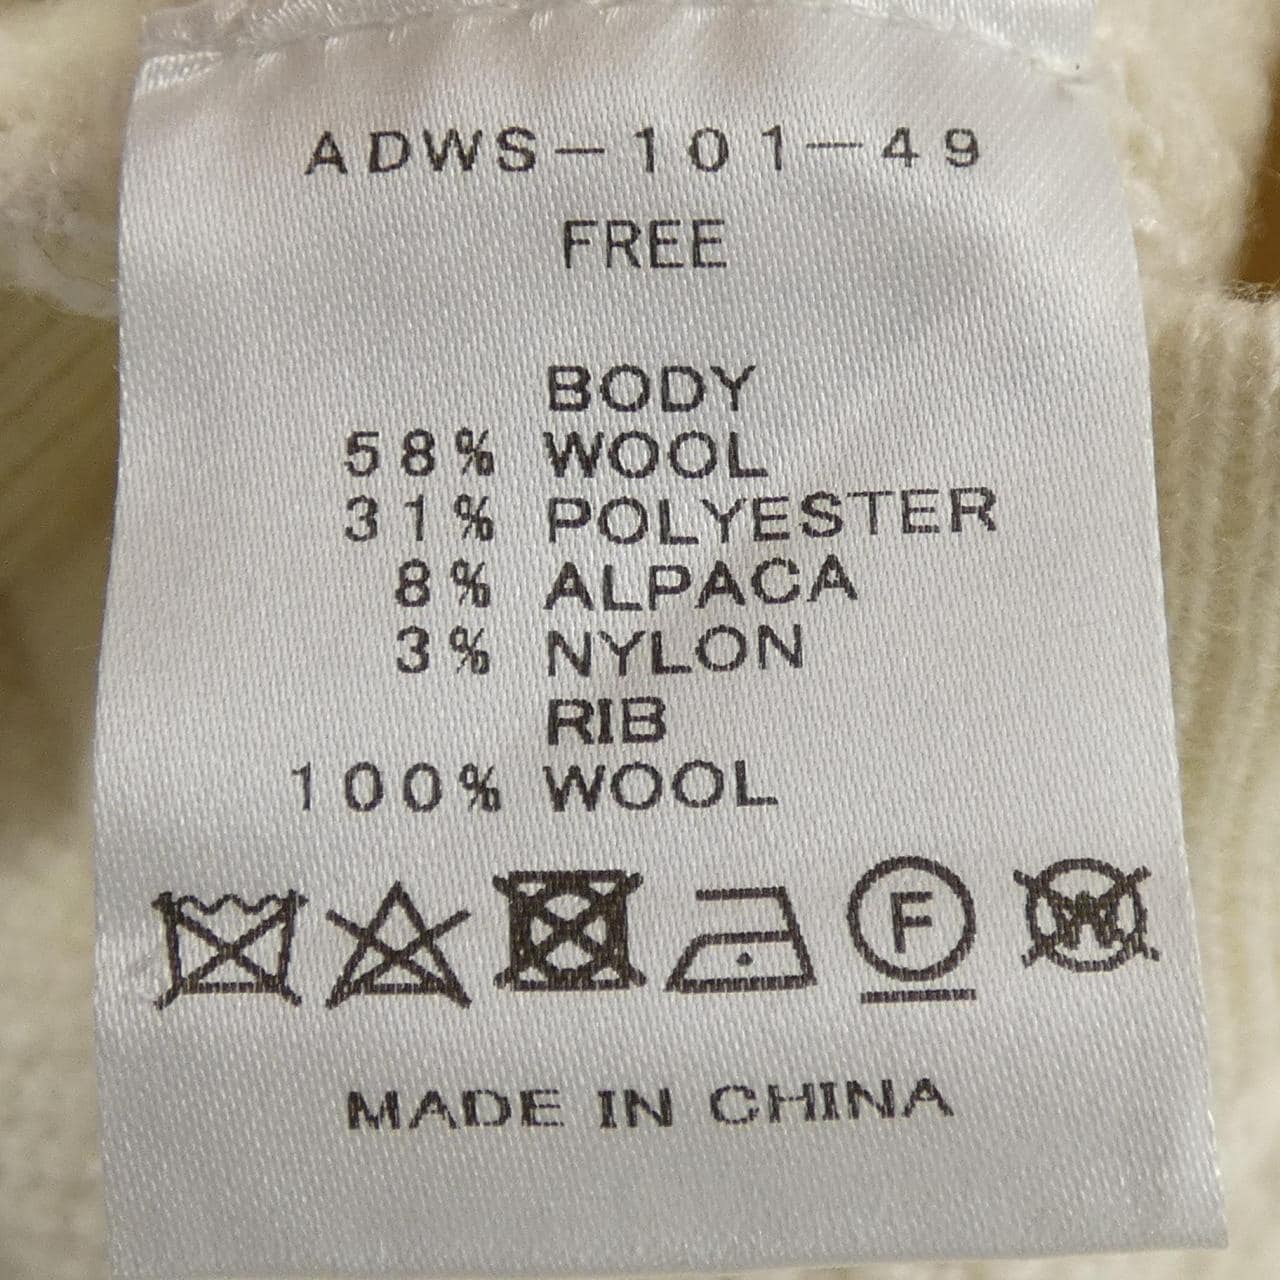 ADWS-101-49
FREE
BODY
58% WOOL
31% POLYESTER
8% ALPACA
3% NYLON
RIB
100% WOOL
F W
MADE IN CHINA